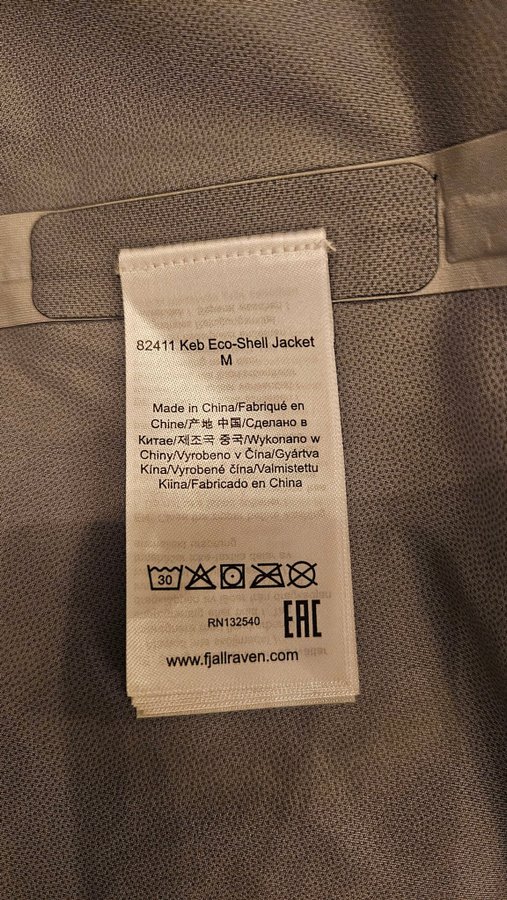 82411 Keb Eco-Shell Jacket
M
Made in China/Fabriqué en
Chine/产地 中国/Сделано в
Китае/제조국 중국/Wykonano w
Chiny/Vyrobeno v Čína/Gyártva
Kína/Vyrobené čína/Valmistettu
Kiina/Fabricado en China
30
RN132540
EAC
www.fjallraven.com